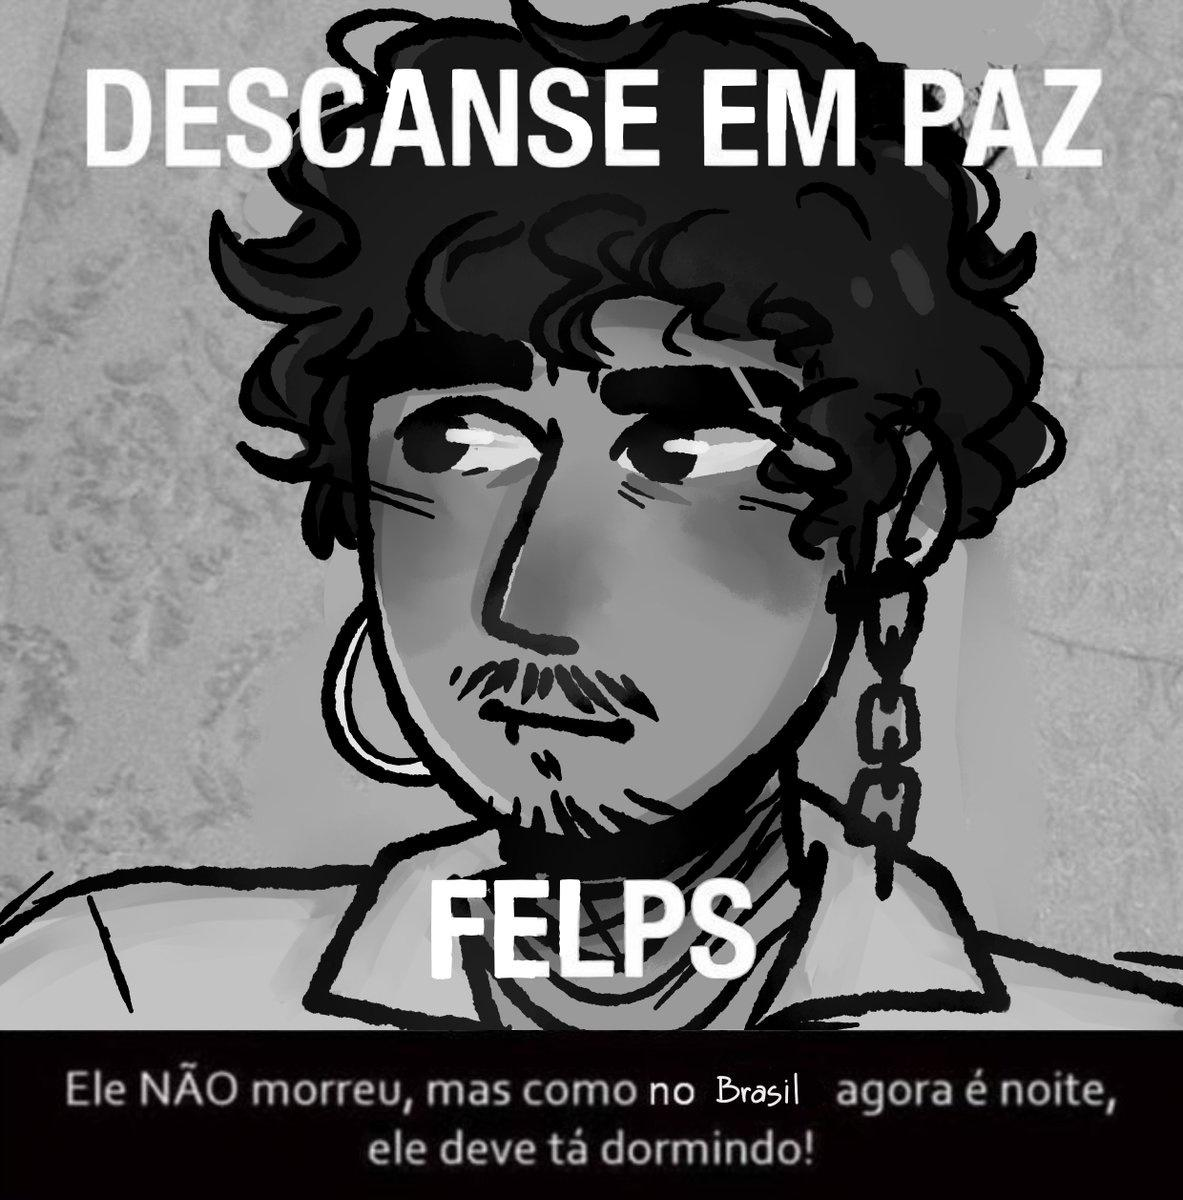 DESCANSE EM PAZ
FELPS
Ele NÃO morreu, mas como no Brasil agora é noite,
ele deve tá dormindo!